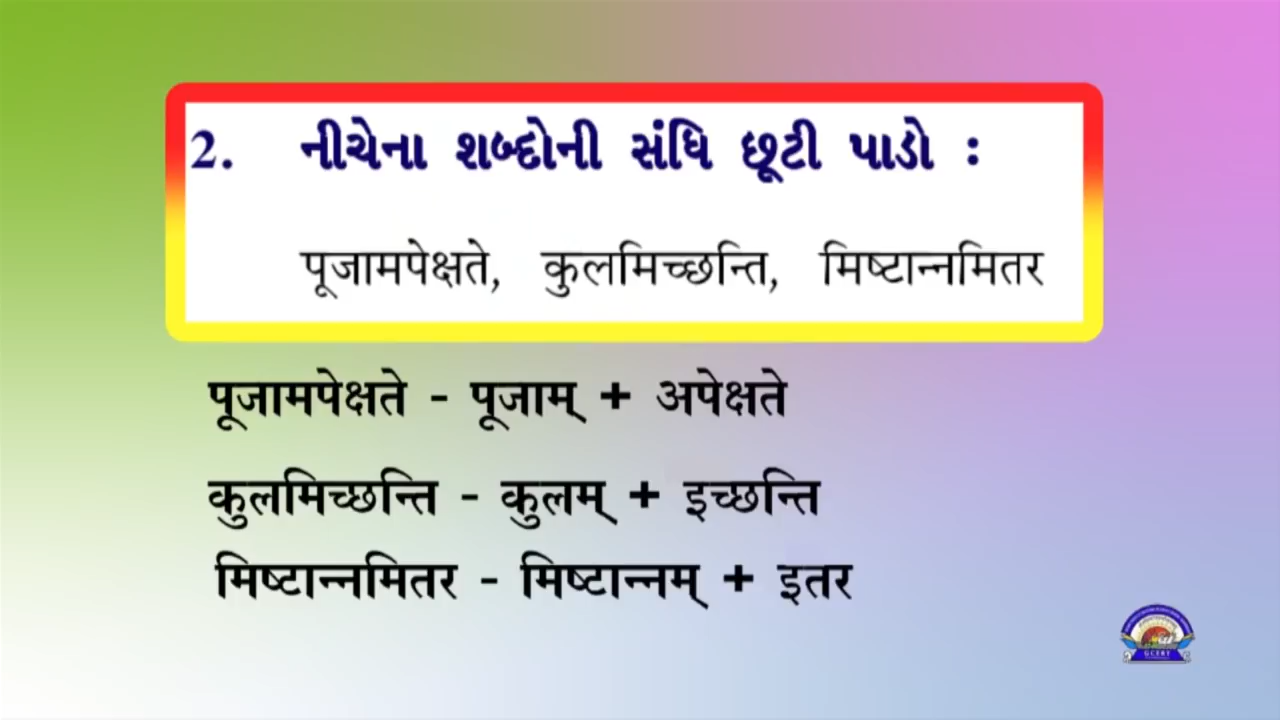 2. નીચેના શબ્દોની સંધિ છૂટી પાડો :
पूजामपेक्षते, कुलमिच्छन्ति, मिष्टान्नमितर
पूजामपेक्षते - पूजाम् + अपेक्षते
कुलमिच्छन्ति - कुलम् + इच्छन्ति
मिष्टान्नमितर - मिष्टान्नम् + इतर
GCERT